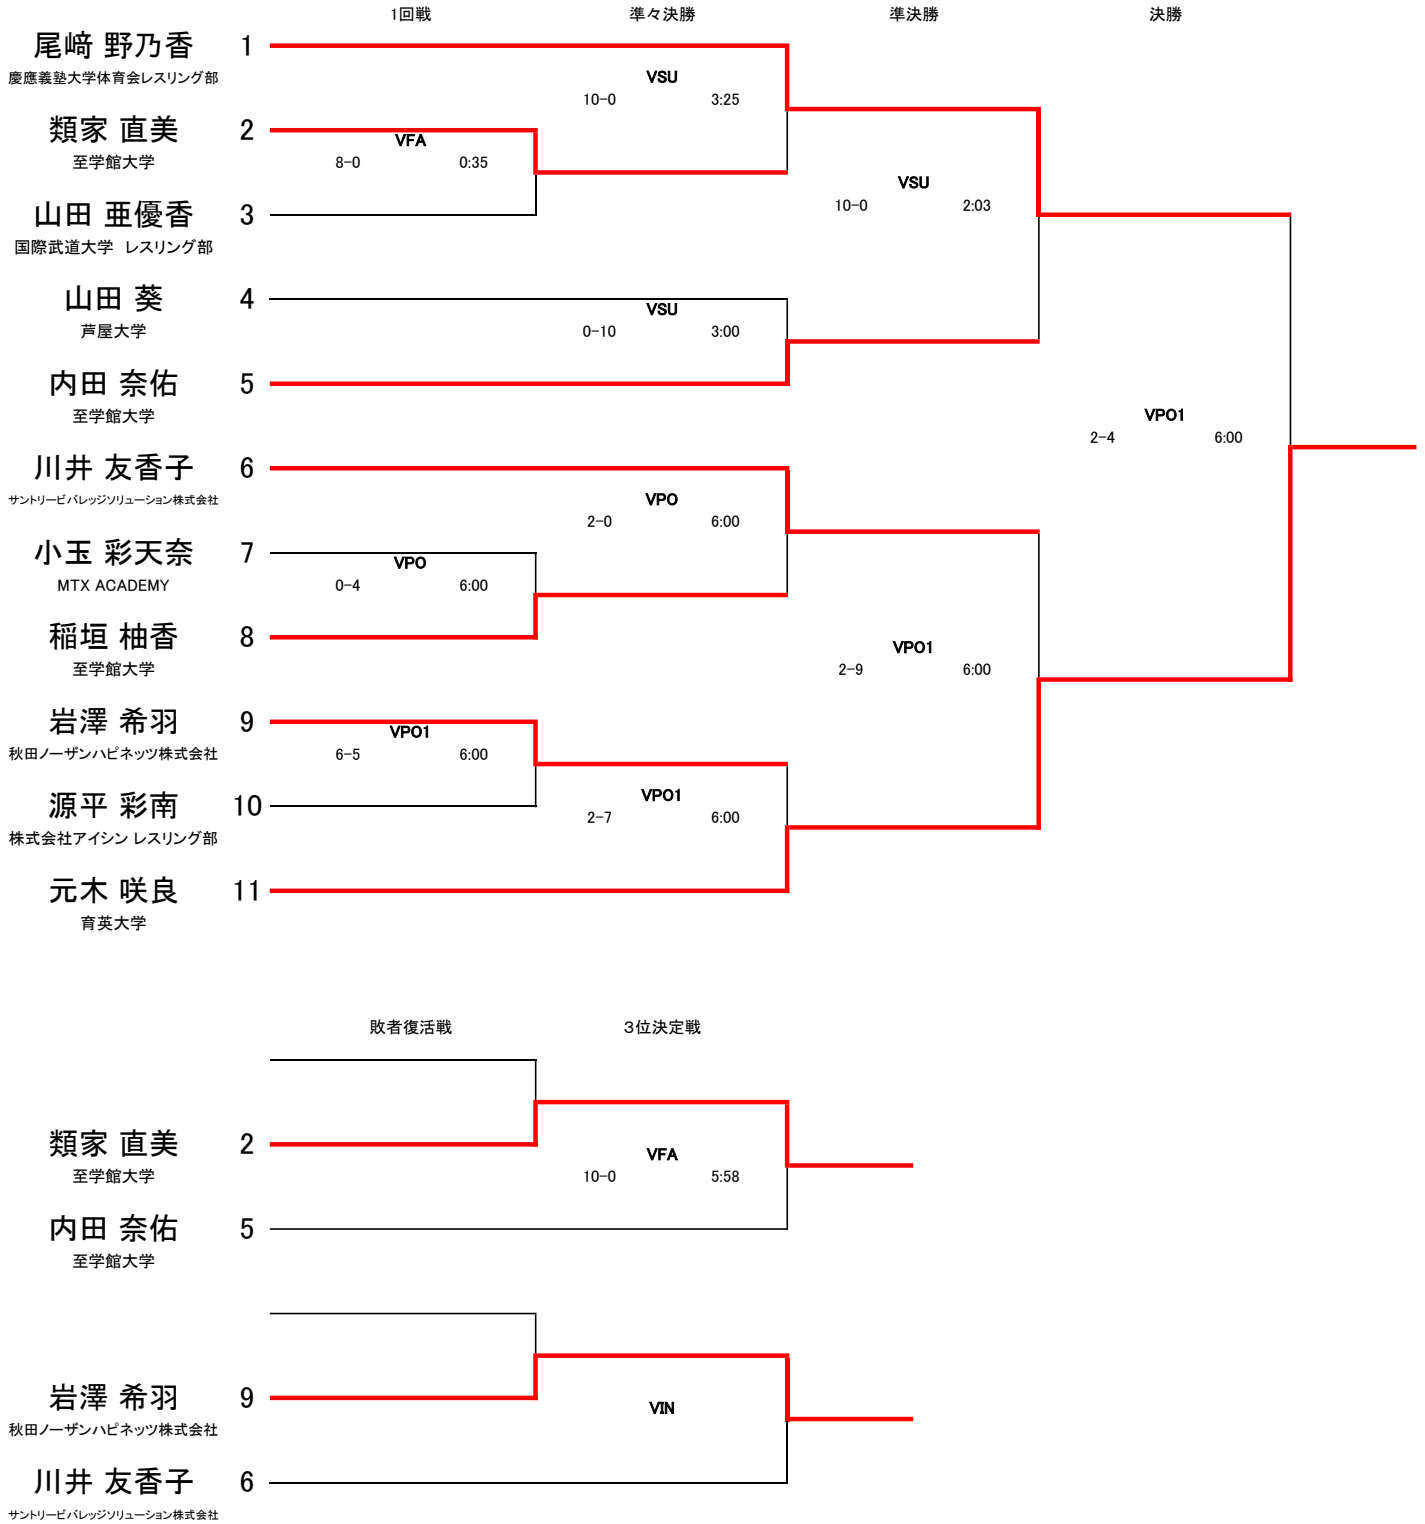 1回戦 準々決勝 準決勝 決勝
尾﨑 野乃香 1
慶應義塾大学体育会レスリング部
VSU
10-0 3:25
類家 直美 2
至学館大学
VFA
8-0 0:35
VSU
10-0 2:03
山田 亜優香 3
国際武道大学　レスリング部
山田 葵 4
芦屋大学
VSU
0-10 3:00
内田 奈佑 5
至学館大学
VPO1
2-4 6:00
川井 友香子 6
サントリービバレッジソリューション株式会社
VPO
2-0 6:00
小玉 彩天奈 7
MTX ACADEMY
VPO
0-4 6:00
稲垣 柚香 8
至学館大学
VPO1
2-9 6:00
岩澤 希羽 9
秋田ノーザンハピネッツ株式会社
VPO1
6-5 6:00
源平 彩南 10
株式会社アイシン レスリング部
VPO1
2-7 6:00
元木 咲良 11
育英大学
敗者復活戦 3位決定戦
類家 直美 2
至学館大学
VFA
10-0 5:58
内田 奈佑 5
至学館大学
岩澤 希羽 9
秋田ノーザンハピネッツ株式会社
VIN
川井 友香子 6
サントリービバレッジソリューション株式会社